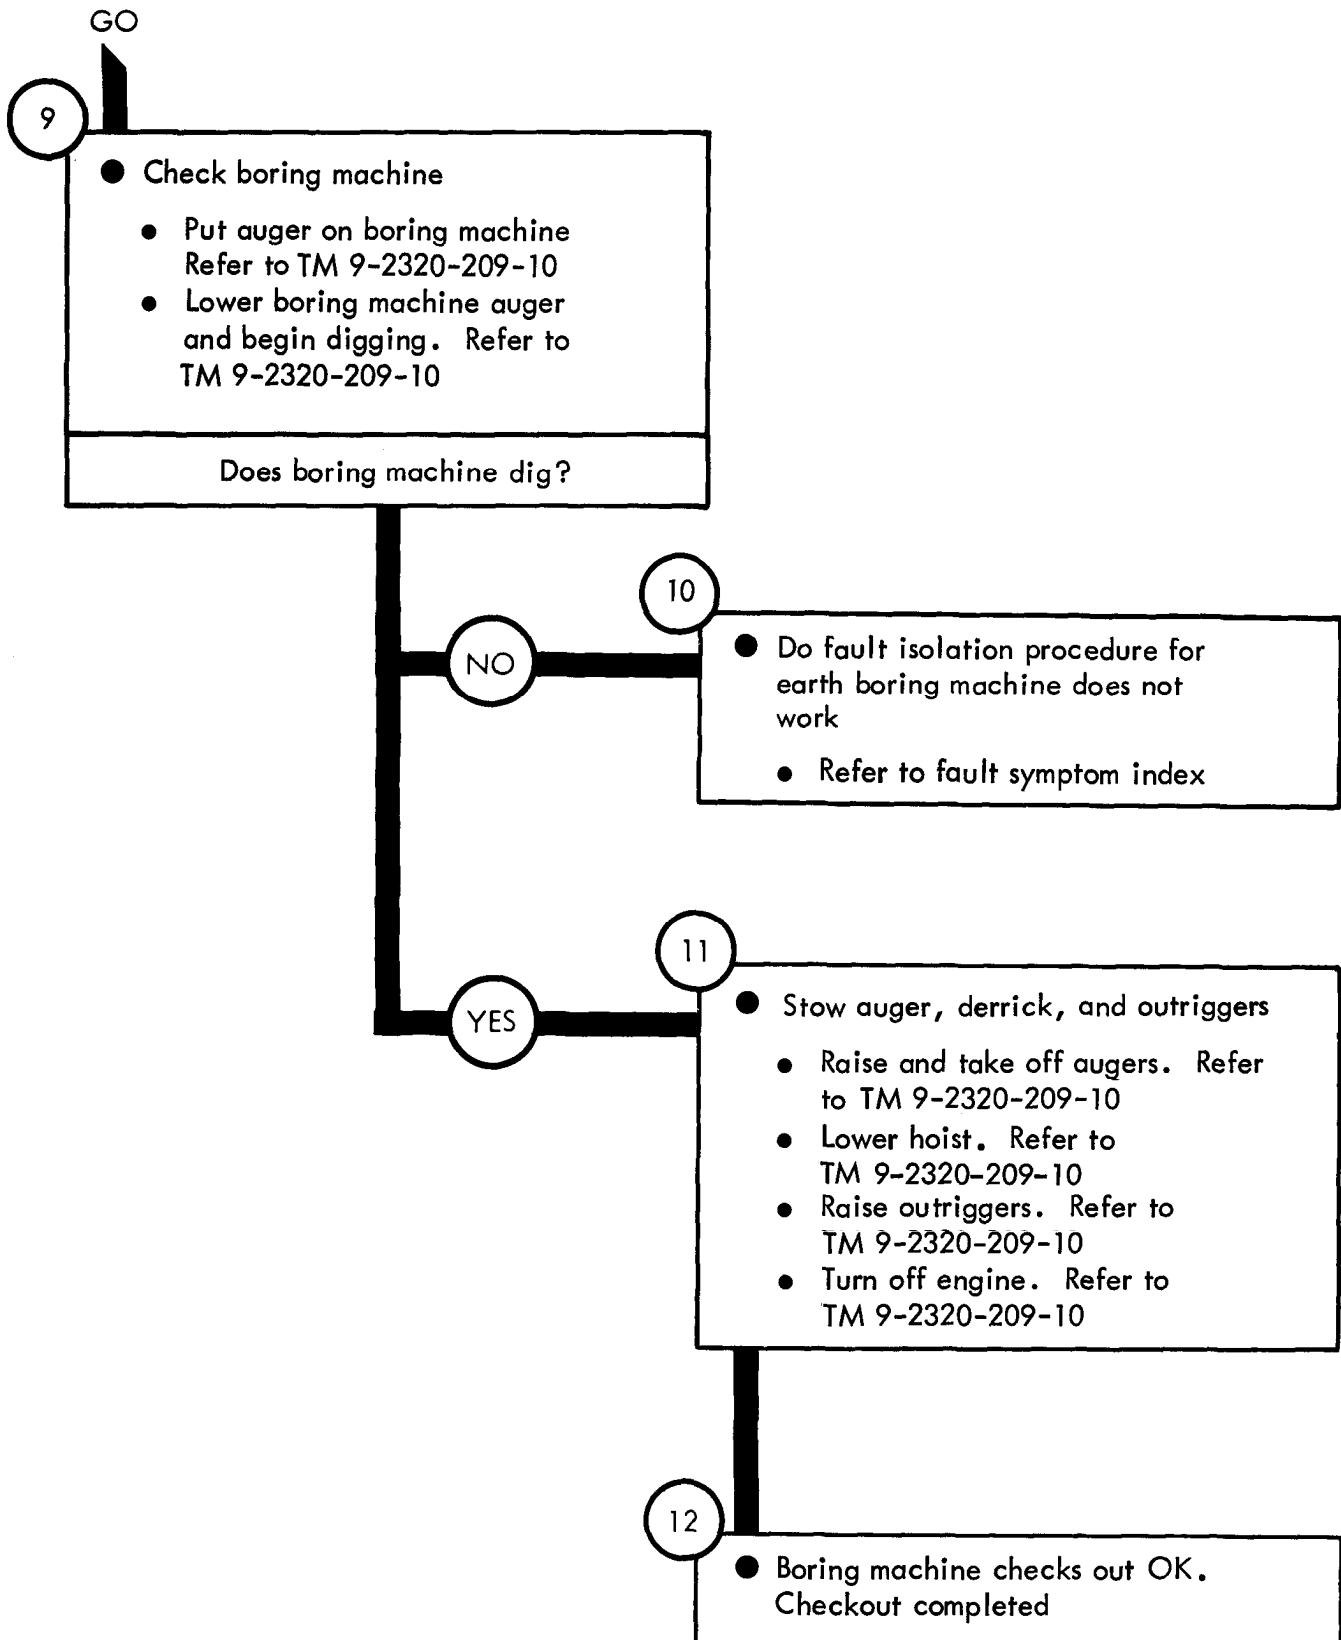 GO
9
● Check boring machine
● Put auger on boring machine
Refer to TM 9-2320-209-10
● Lower boring machine auger
and begin digging. Refer to
TM 9-2320-209-10
Does boring machine dig?
NO
10
● Do fault isolation procedure for
earth boring machine does not
work
● Refer to fault symptom index
YES
11
● Stow auger, derrick, and outriggers
● Raise and take off augers. Refer
to TM 9-2320-209-10
● Lower hoist. Refer to
TM 9-2320-209-10
● Raise outriggers. Refer to
TM 9-2320-209-10
● Turn off engine. Refer to
TM 9-2320-209-10
12
● Boring machine checks out OK.
Checkout completed